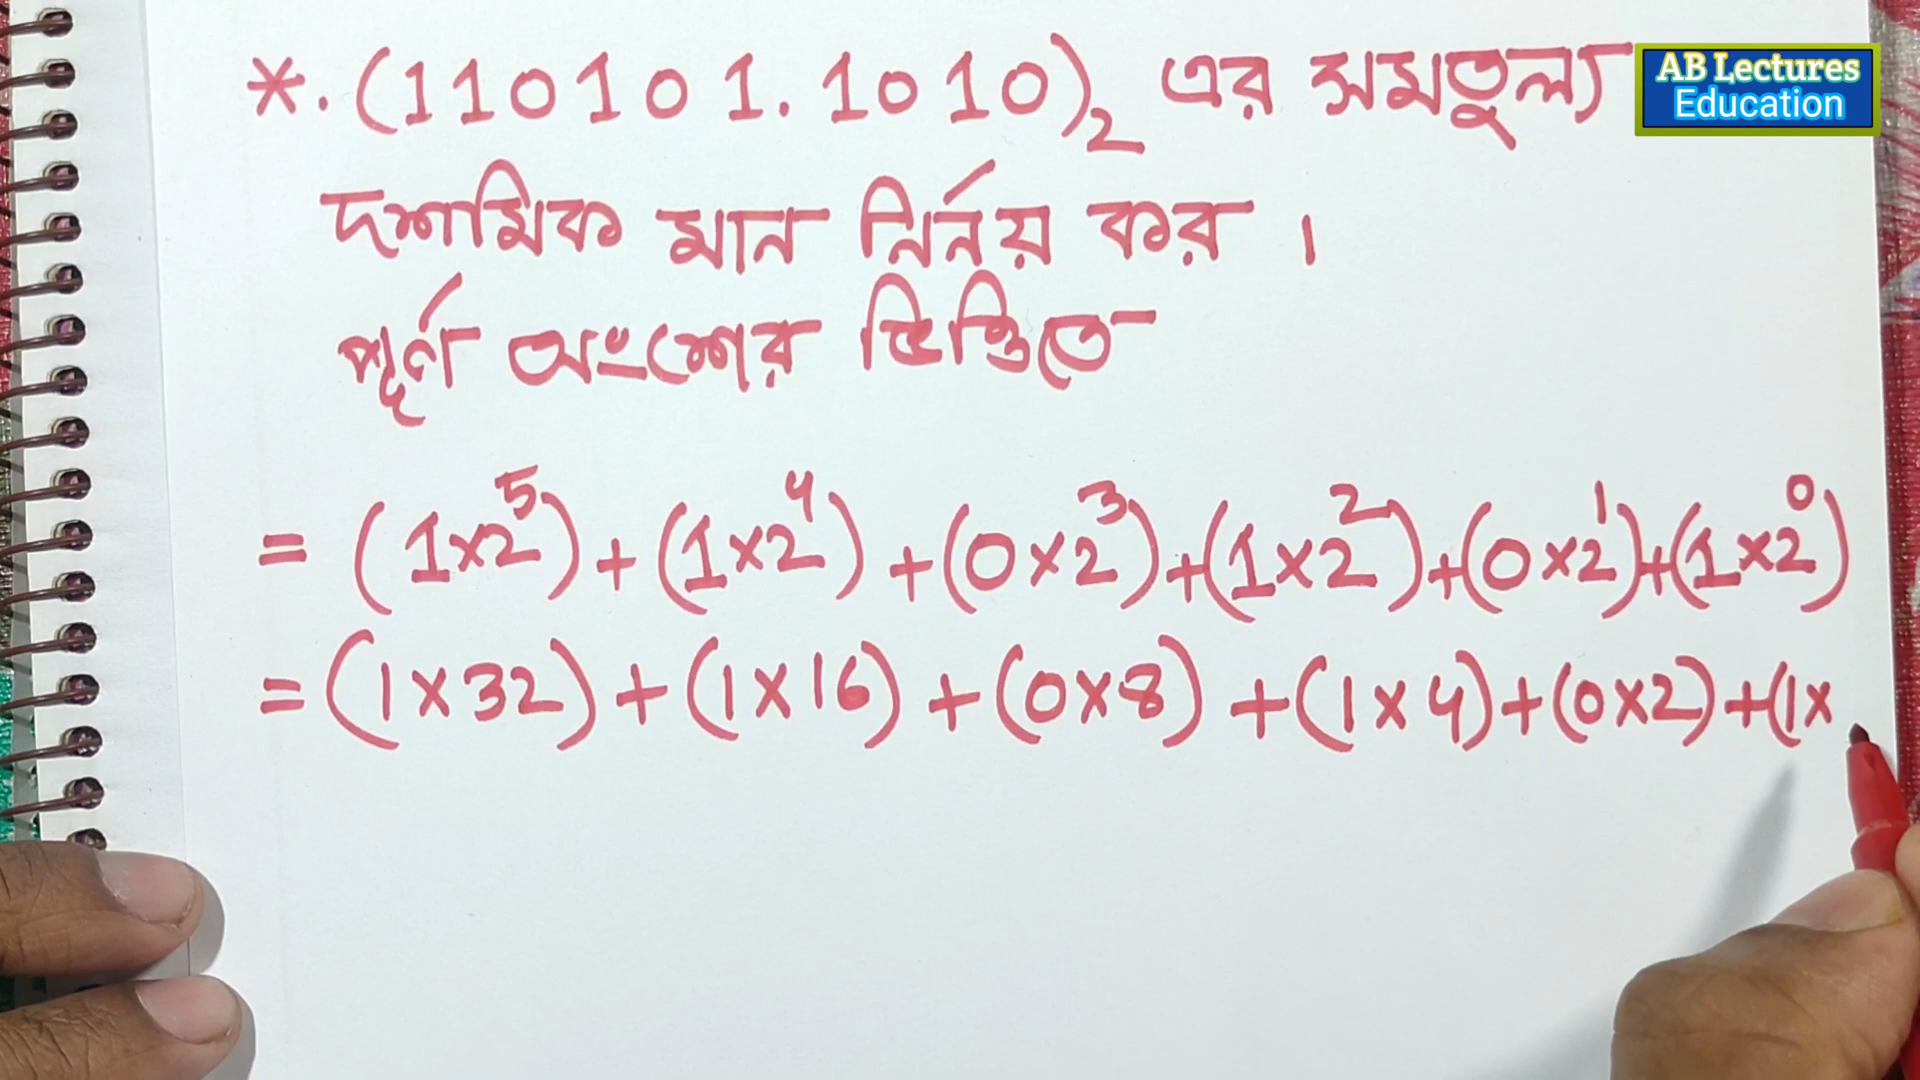 *. (110101.1010)₂ এর সমতুল্য
AB Lectures
Education
দশমিক মান নির্নয় কর ।
পূর্ণ অংশের ভিত্তিতে
= (1×2⁵)+(1×2⁴)+(0×2³)+(1×2²)+(0×2¹)+(1×2⁰)
= (1×32)+(1×16)+(0×8)+(1×4)+(0×2)+(1×